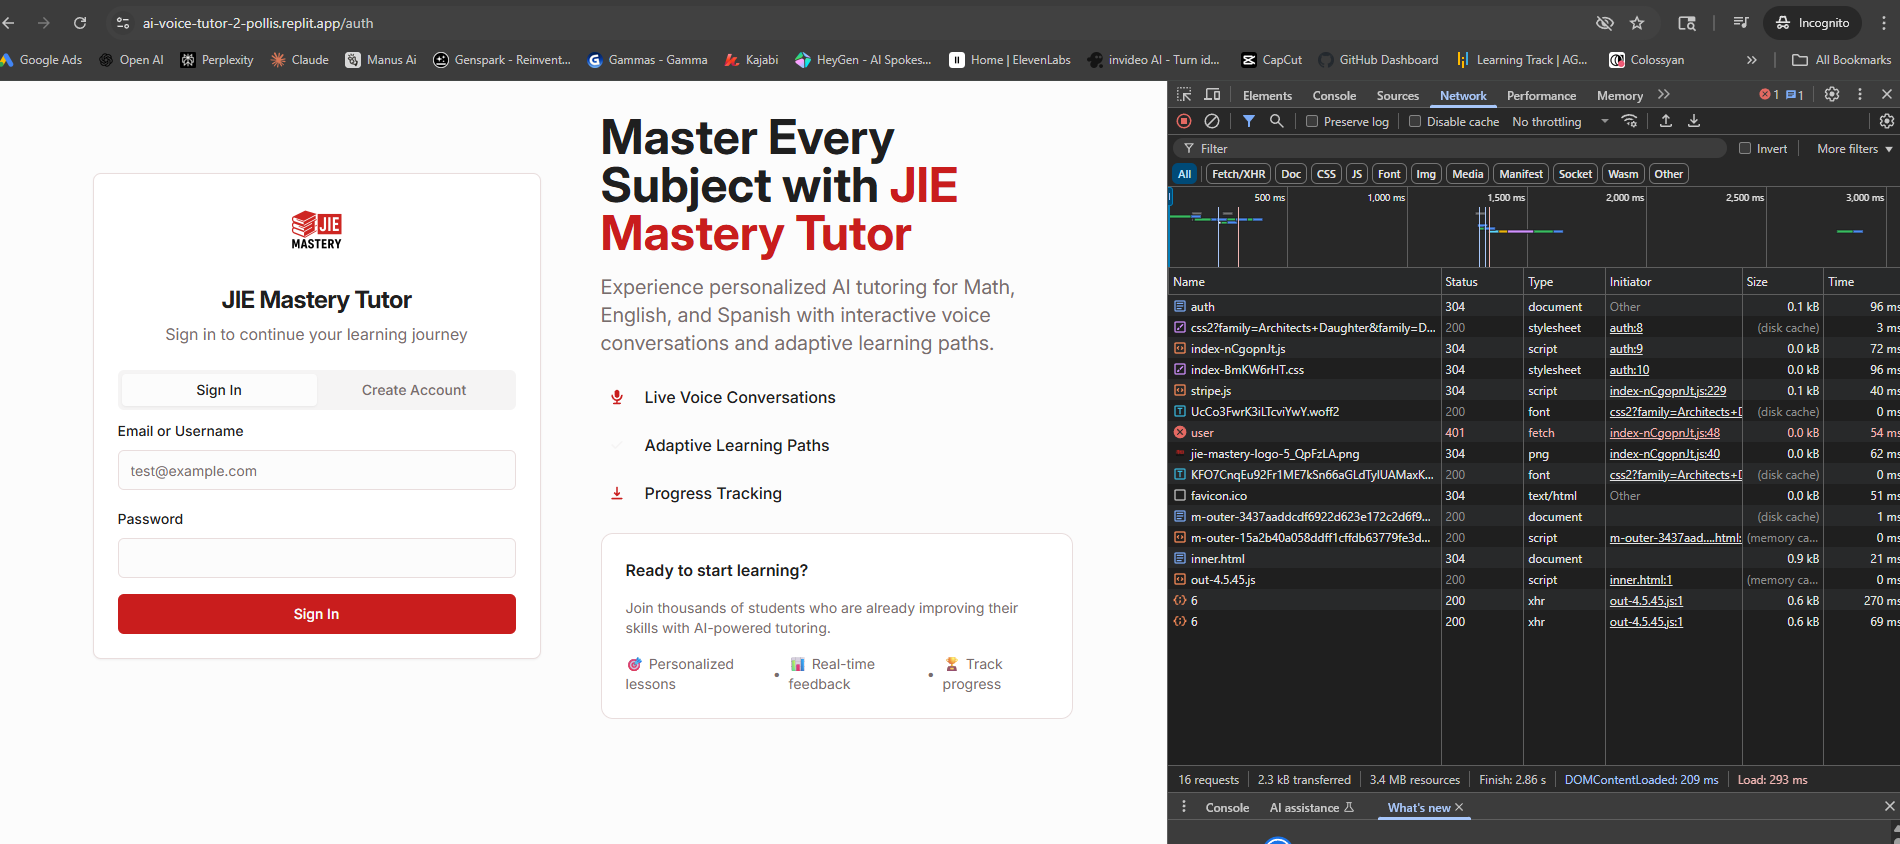 ai-voice-tutor-2-pollis.replit.app/auth
Incognito
Google Ads Open AI Perplexity Claude Manus Ai Genspark - Reinvent... Gammas - Gamma Kajabi HeyGen - AI Spokes... Home | ElevenLabs invideo AI - Turn id... CapCut GitHub Dashboard Learning Track | AG... Colossyan » All Bookmarks
JIE
MASTERY
JIE Mastery Tutor
Sign in to continue your learning journey
Sign In Create Account
Email or Username
test@example.com
Password
Sign In
Master Every
Subject with JIE
Mastery Tutor
Experience personalized AI tutoring for Math,
English, and Spanish with interactive voice
conversations and adaptive learning paths.
Live Voice Conversations
Adaptive Learning Paths
Progress Tracking
Ready to start learning?
Join thousands of students who are already improving their
skills with AI-powered tutoring.
🎯 Personalized lessons
• 📊 Real-time feedback
• 🏆 Track progress
Elements Console Sources Network Performance Memory » 1 1
Preserve log Disable cache No throttling
Filter Invert More filters
All Fetch/XHR Doc CSS JS Font Img Media Manifest Socket Wasm Other
500 ms 1,000 ms 1,500 ms 2,000 ms 2,500 ms 3,000 ms
Name Status Type Initiator Size Time
auth 304 document Other 0.1 kB 96 ms
css2?family=Architects+Daughter&family=D... 200 stylesheet auth:8 (disk cache) 3 ms
index-nCgopnJt.js 304 script auth:9 0.0 kB 72 ms
index-BmKW6rHT.css 304 stylesheet auth:10 0.0 kB 96 ms
stripe.js 304 script index-nCgopnJt.js:229 0.1 kB 40 ms
UcCo3FwrK3iLTcviYwY.woff2 200 font css2?family=Architects+D (disk cache) 0 ms
user 401 fetch index-nCgopnJt.js:48 0.0 kB 54 ms
jie-mastery-logo-5_QpFzLA.png 304 png index-nCgopnJt.js:40 0.0 kB 62 ms
KFO7CnqEu92Fr1ME7kSn66aGLdTylUAMaxK... 200 font css2?family=Architects+D (disk cache) 0 ms
favicon.ico 304 text/html Other 0.0 kB 51 ms
m-outer-3437aaddcdf6922d623e172c2d6f9... 200 document (disk cache) 1 ms
m-outer-15a2b40a058ddff1cffdb63779fe3d... 200 script m-outer-3437aad....html: (memory ca... 0 ms
inner.html 304 document 0.9 kB 21 ms
out-4.5.45.js 200 script inner.html:1 (memory ca... 0 ms
6 200 xhr out-4.5.45.js:1 0.6 kB 270 ms
6 200 xhr out-4.5.45.js:1 0.6 kB 69 ms
16 requests 2.3 kB transferred 3.4 MB resources Finish: 2.86 s DOMContentLoaded: 209 ms Load: 293 ms
Console AI assistance What's new